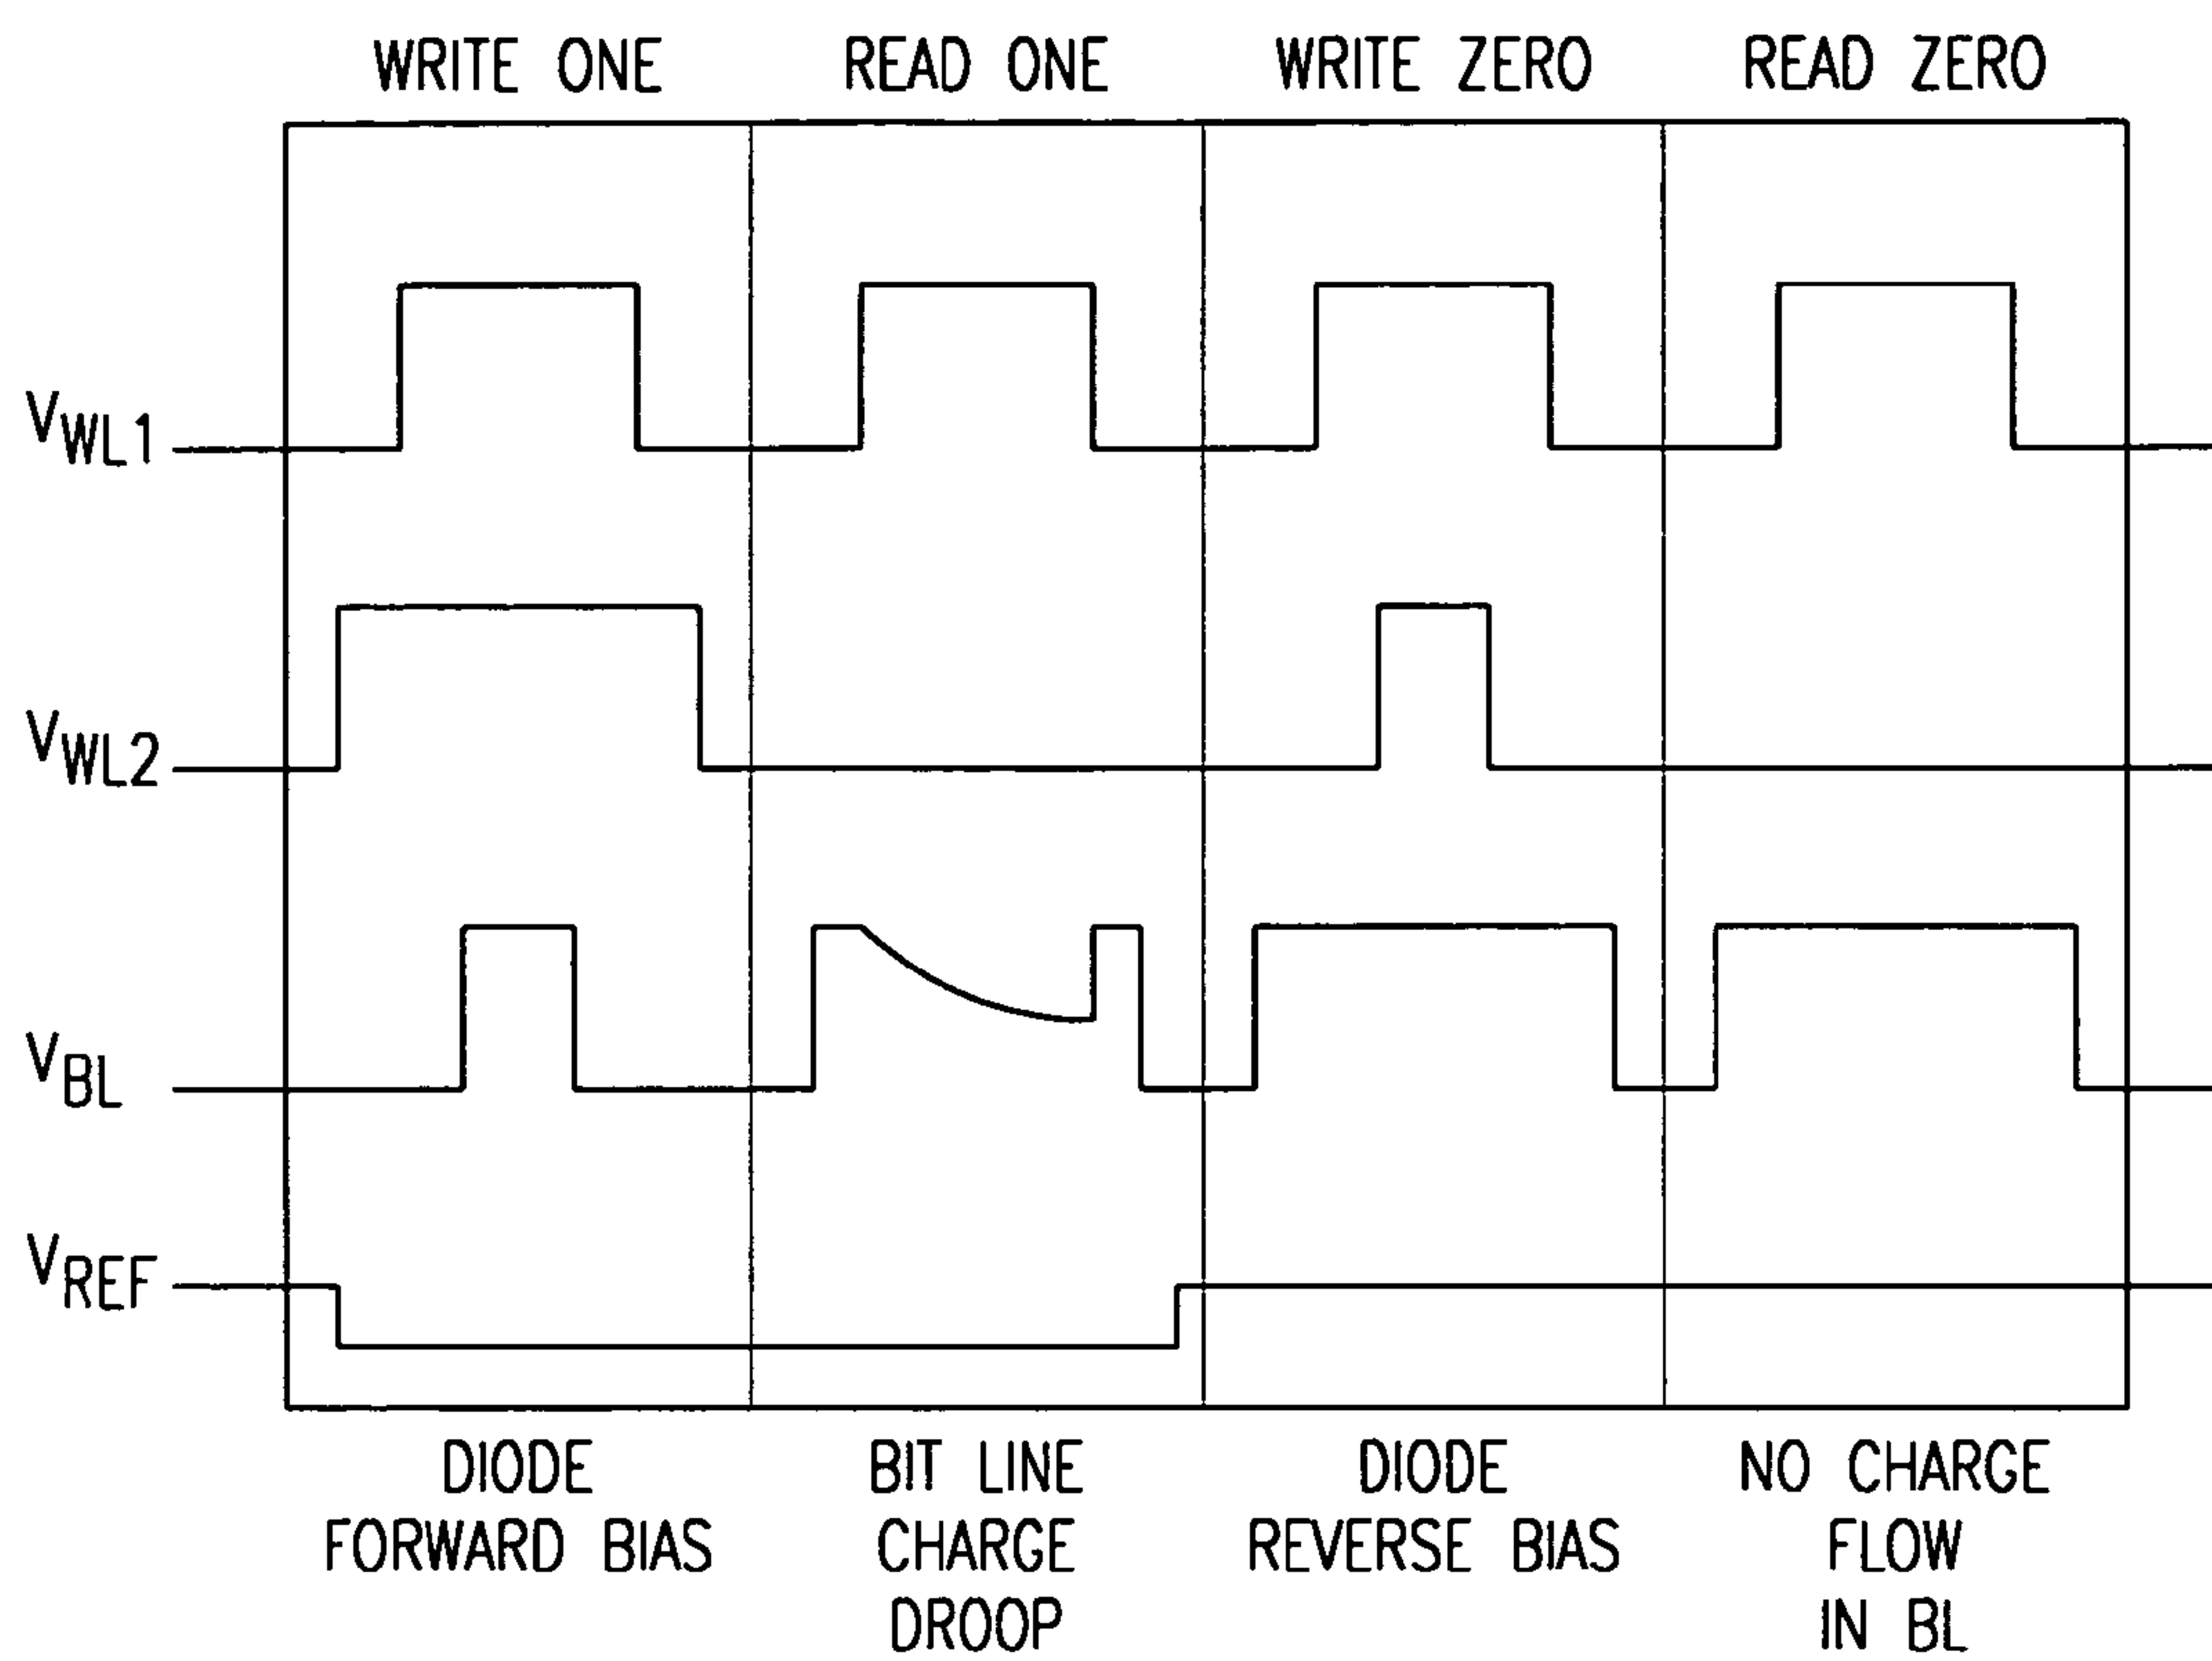 WRITE ONE READ ONE WRITE ZERO READ ZERO
VWL1
VWL2
VBL
VREF
DIODE FORWARD BIAS
BIT LINE CHARGE DROOP
DIODE REVERSE BIAS
NO CHARGE FLOW IN BL